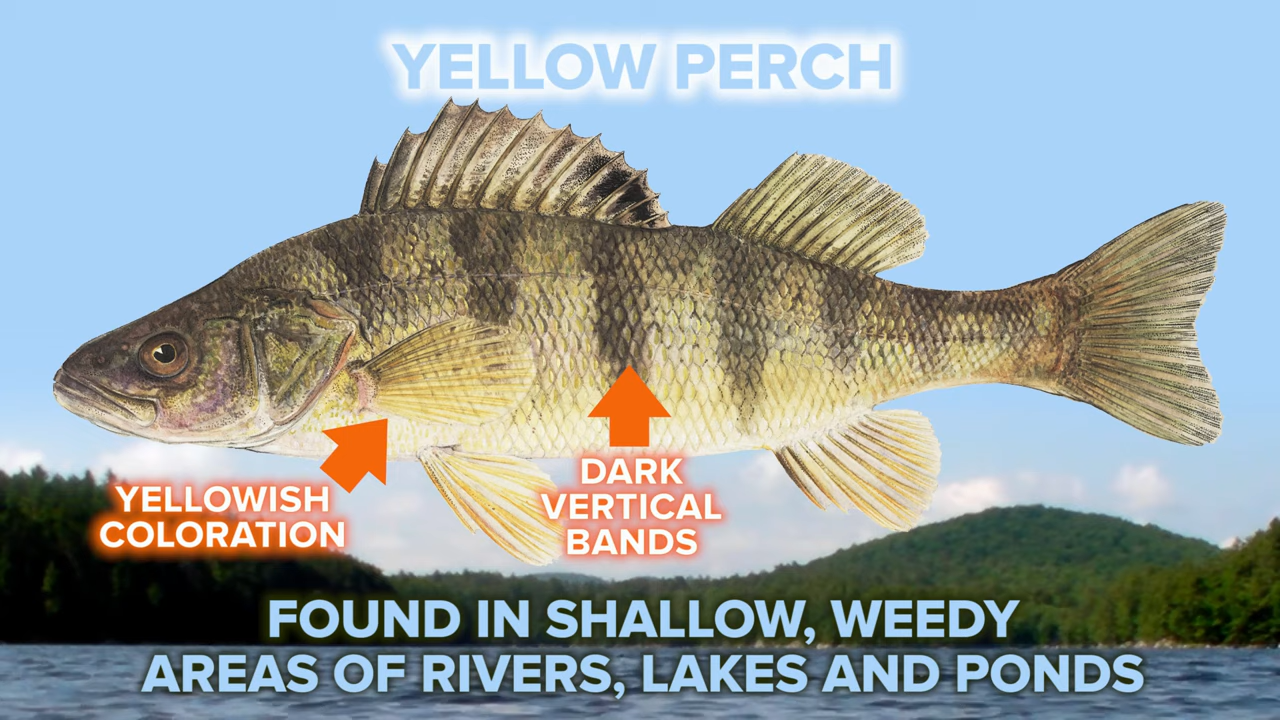 YELLOW PERCH
YELLOWISH
COLORATION
DARK
VERTICAL
BANDS
FOUND IN SHALLOW, WEEDY
AREAS OF RIVERS, LAKES AND PONDS